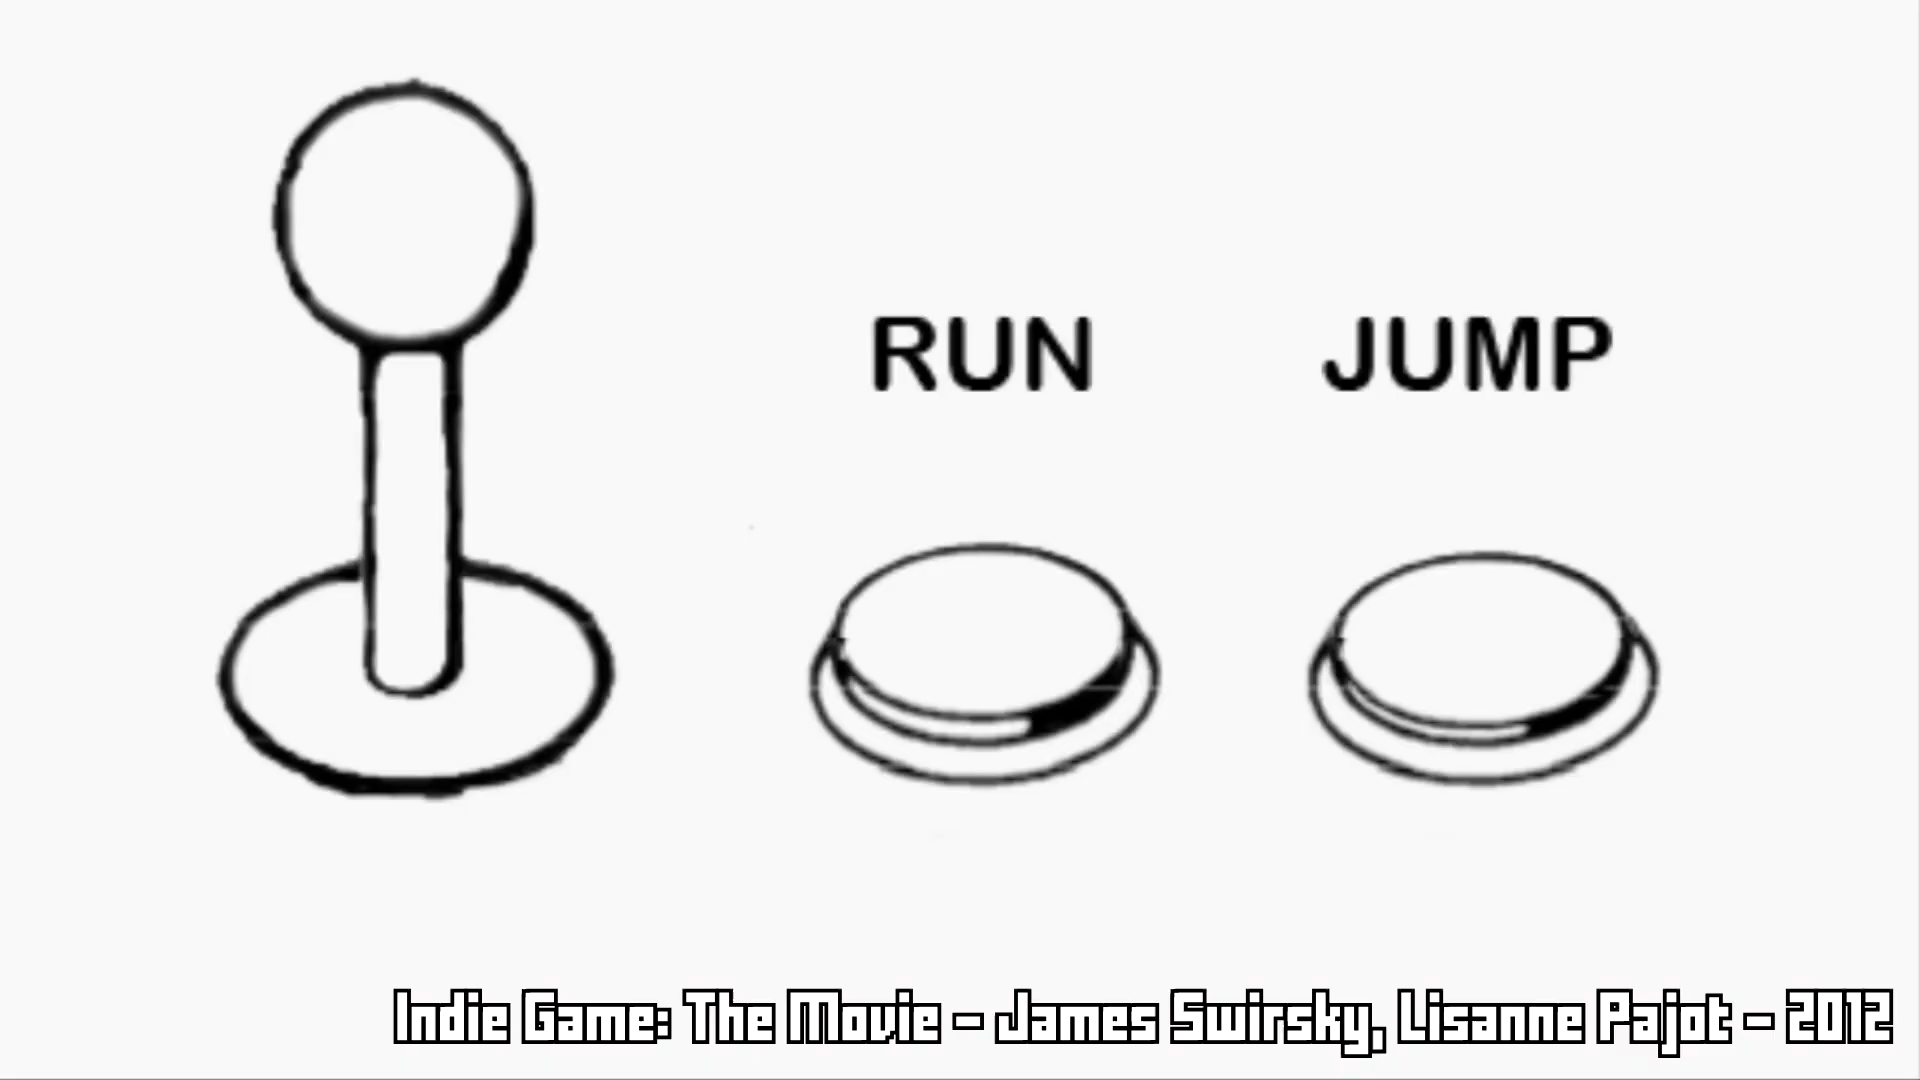 RUN JUMP
Indie Game: The Movie - James Swirsky, Lisanne Pajot - 2012